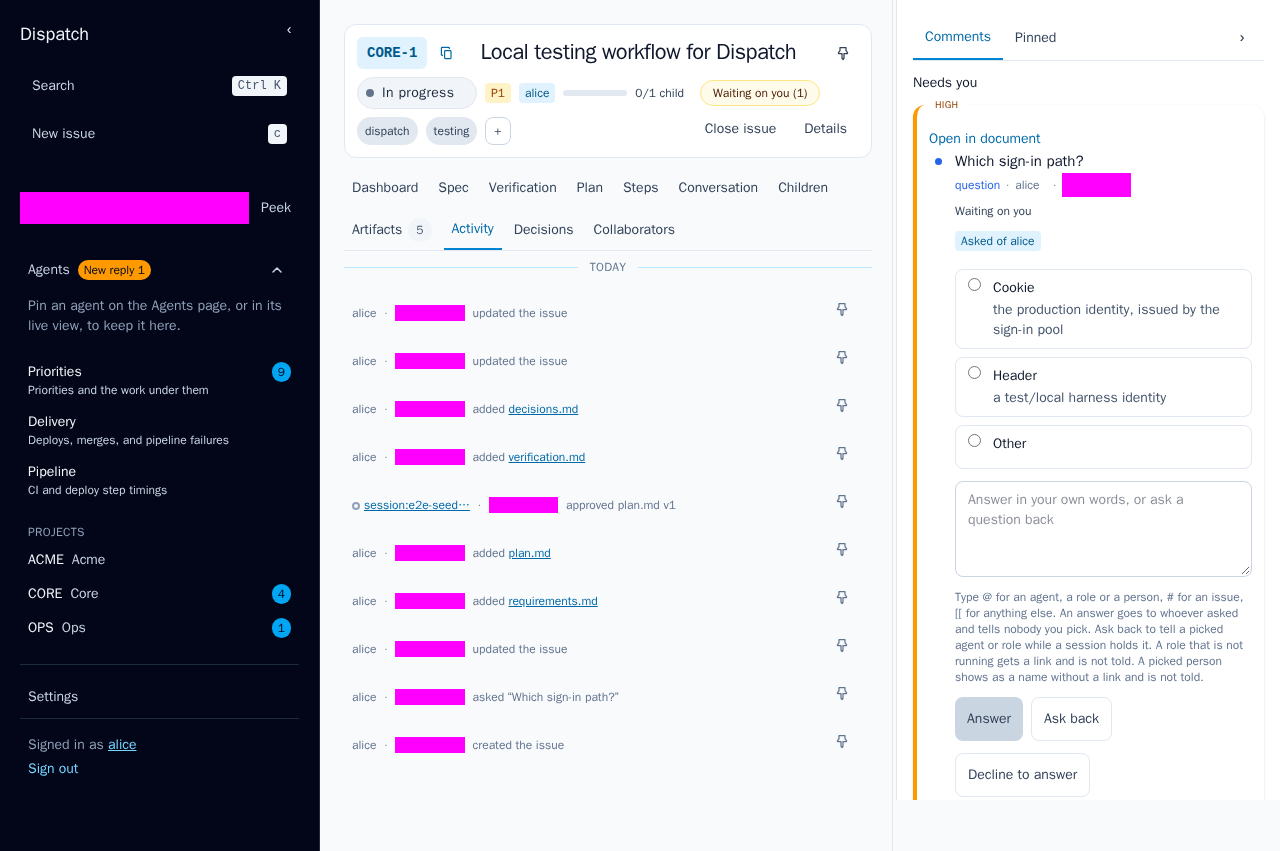 Dispatch
Search Ctrl K
New issue C
Peek
Agents New reply 1
Pin an agent on the Agents page, or in its
live view, to keep it here.
Priorities 9
Priorities and the work under them
Delivery
Deploys, merges, and pipeline failures
Pipeline
CI and deploy step timings
PROJECTS
ACME Acme
CORE Core 4
OPS Ops 1
Settings
Signed in as alice
Sign out
CORE-1 Local testing workflow for Dispatch
In progress P1 alice 0/1 child Waiting on you (1)
dispatch testing + Close issue Details
Dashboard Spec Verification Plan Steps Conversation Children
Artifacts 5 Activity Decisions Collaborators
TODAY
alice · updated the issue
alice · updated the issue
alice · added decisions.md
alice · added verification.md
session:e2e-seed… · approved plan.md v1
alice · added plan.md
alice · added requirements.md
alice · updated the issue
alice · asked “Which sign-in path?”
alice · created the issue
Comments Pinned
Needs you
HIGH
Open in document
Which sign-in path?
question · alice ·
Waiting on you
Asked of alice
Cookie
the production identity, issued by the
sign-in pool
Header
a test/local harness identity
Other
Answer in your own words, or ask a
question back
Type @ for an agent, a role or a person, # for an issue,
[[ for anything else. An answer goes to whoever asked
and tells nobody you pick. Ask back to tell a picked
agent or role while a session holds it. A role that is not
running gets a link and is not told. A picked person
shows as a name without a link and is not told.
Answer Ask back
Decline to answer